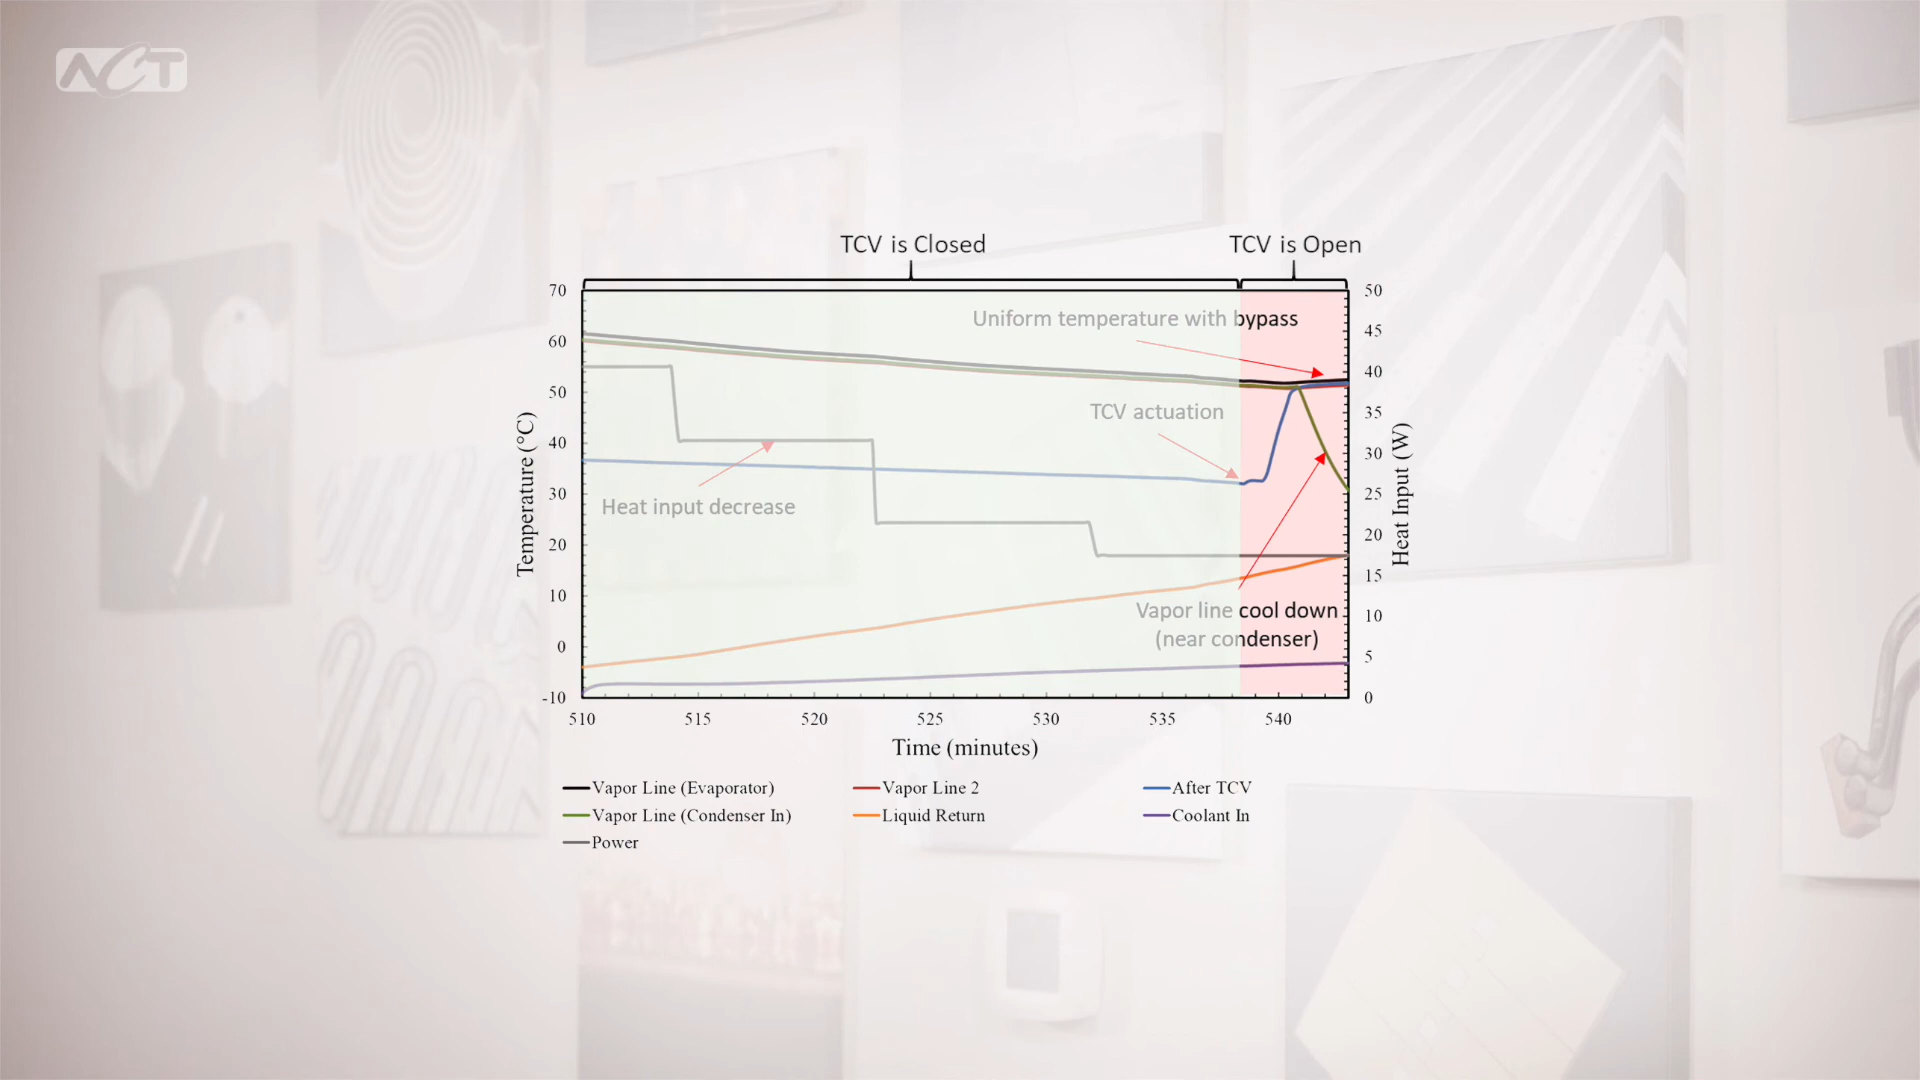 ACT
TCV is Closed
TCV is Open
70
60
50
40
30
20
10
0
-10
Temperature (°C)
50
45
40
35
30
25
20
15
10
5
0
Heat Input (W)
Uniform temperature with bypass
TCV actuation
Heat input decrease
Vapor line cool down
(near condenser)
510 515 520 525 530 535 540
Time (minutes)
Vapor Line (Evaporator) Vapor Line 2 After TCV
Vapor Line (Condenser In) Liquid Return Coolant In
Power